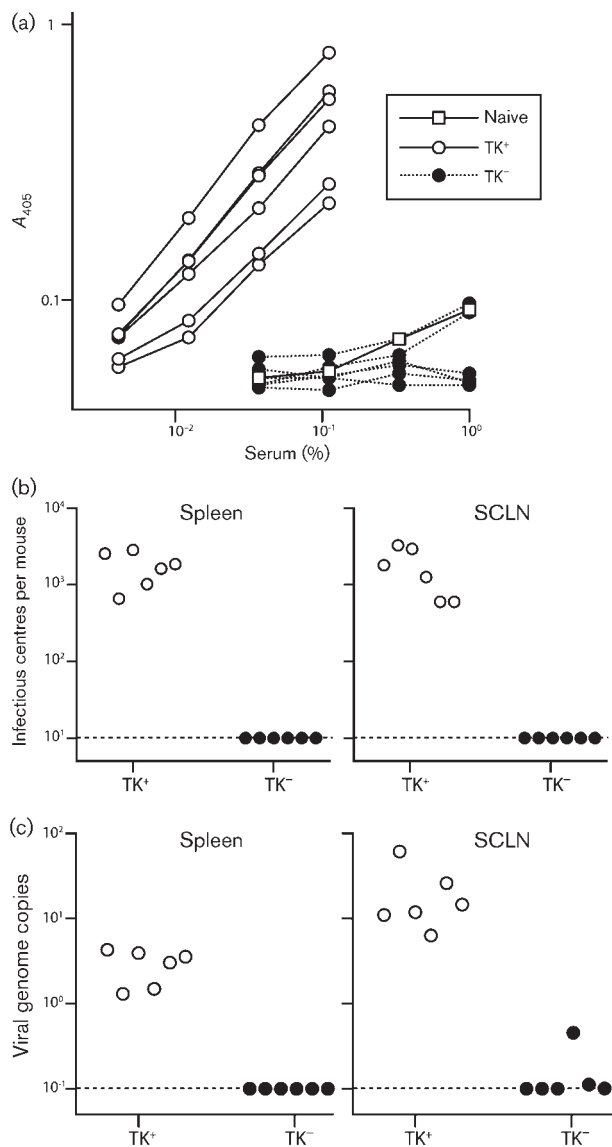 (a)
1
0.1
A₄₀₅
10⁻²
10⁻¹
10⁰
Serum (%)
Naive
TK⁺
TK⁻
(b)
Spleen
SCLN
Infectious centres per mouse
10⁴
10³
10²
10¹
TK⁺
TK⁻
TK⁺
TK⁻
(c)
Spleen
SCLN
Viral genome copies
10²
10¹
10⁰
10⁻¹
TK⁺
TK⁻
TK⁺
TK⁻